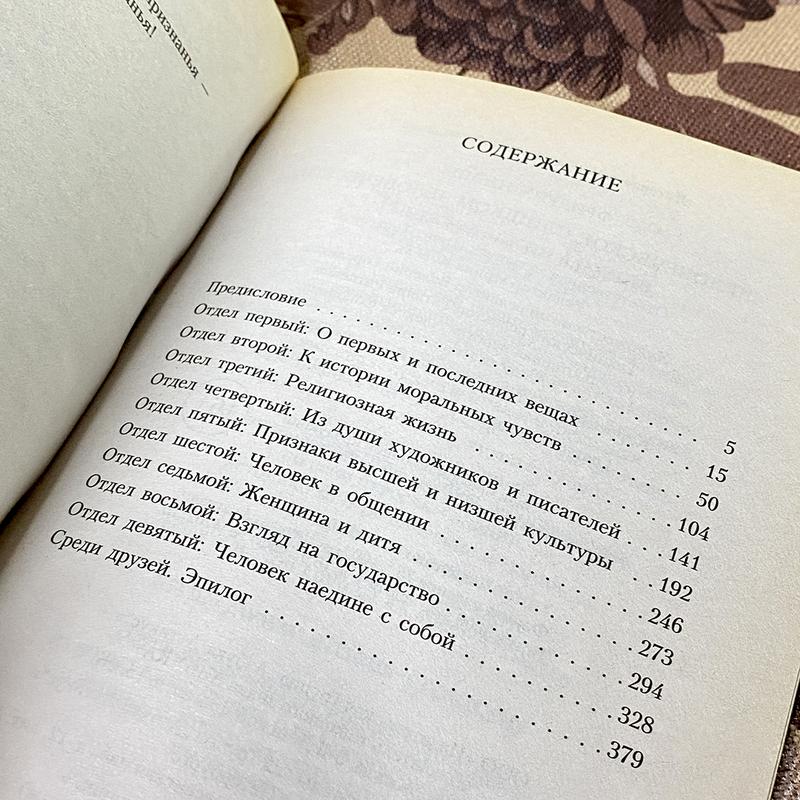 признанья –
СОДЕРЖАНИЕ
Предисловие . . . . . . . . . . . . . . . . . . . . . . . . . . . . . . 5
Отдел первый: О первых и последних вещах . . . . . . . 15
Отдел второй: К истории моральных чувств . . . . . . . . . 50
Отдел третий: Религиозная жизнь . . . . . . . . . . . . . . . 104
Отдел четвертый: Из души художников и писателей . . . 141
Отдел пятый: Признаки высшей и низшей культуры . . 192
Отдел шестой: Человек в общении . . . . . . . . . . . . . . 246
Отдел седьмой: Женщина и дитя . . . . . . . . . . . . . . . 273
Отдел восьмой: Взгляд на государство . . . . . . . . . . . . 294
Отдел девятый: Человек наедине с собой . . . . . . . . . . 328
Среди друзей. Эпилог . . . . . . . . . . . . . . . . . . . . . . . 379